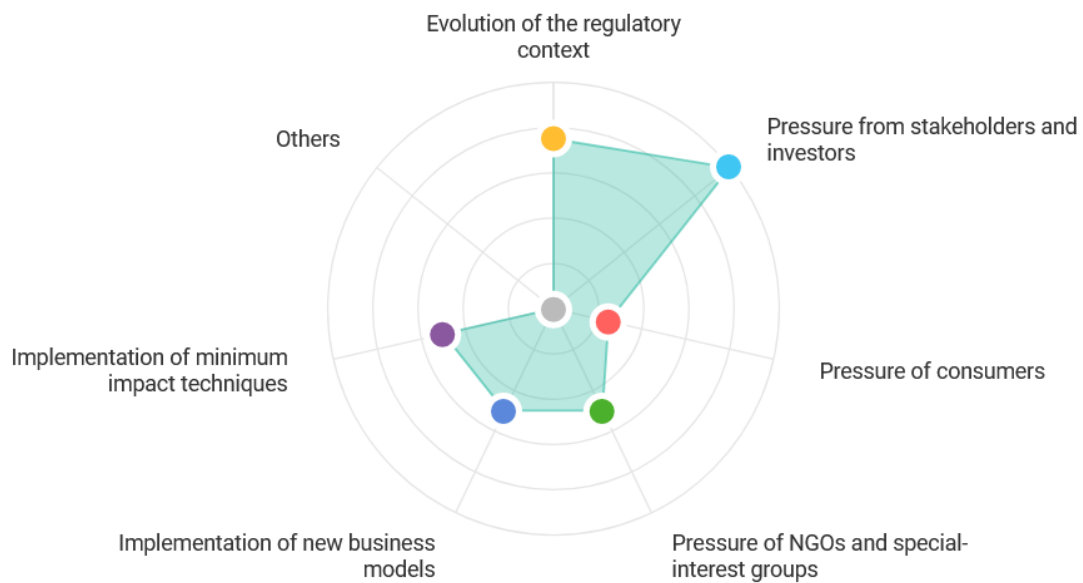 Evolution of the regulatory
context
Pressure from stakeholders and
investors
Others
Implementation of minimum
impact techniques
Pressure of consumers
Implementation of new business
models
Pressure of NGOs and special-
interest groups